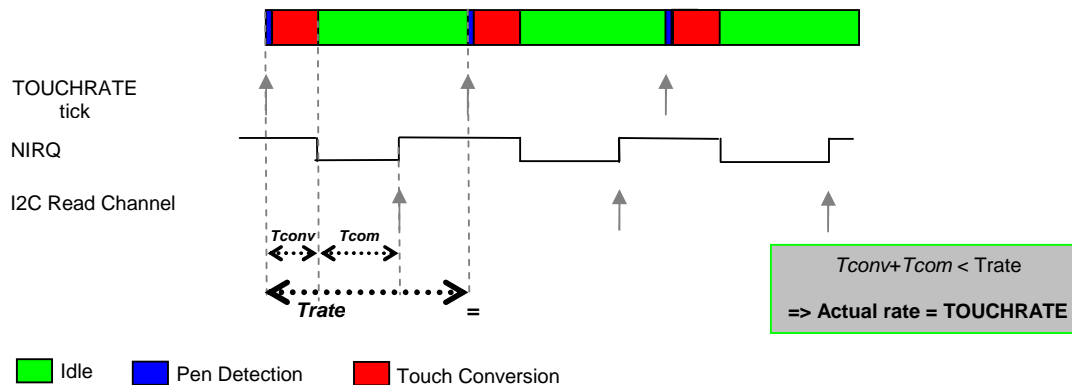 TOUCHRATE
tick
NIRQ
I2C Read Channel
Tconv Tcom
Trate =
Tconv+Tcom < Trate
=> Actual rate = TOUCHRATE
Idle Pen Detection Touch Conversion